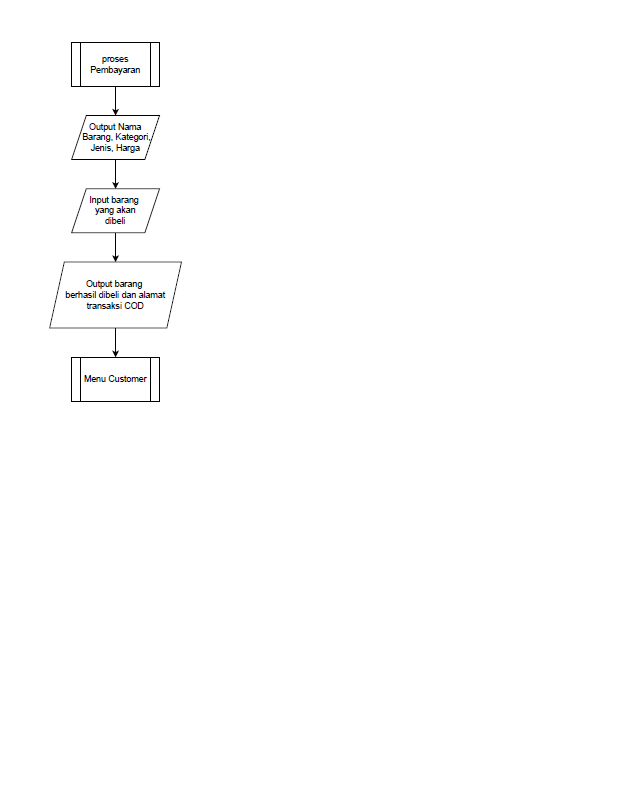 proses
Pembayaran
Output Nama
Barang, Kategori,
Jenis, Harga
Input barang
yang akan
dibeli
Output barang
berhasil dibeli dan alamat
transaksi COD
Menu Customer